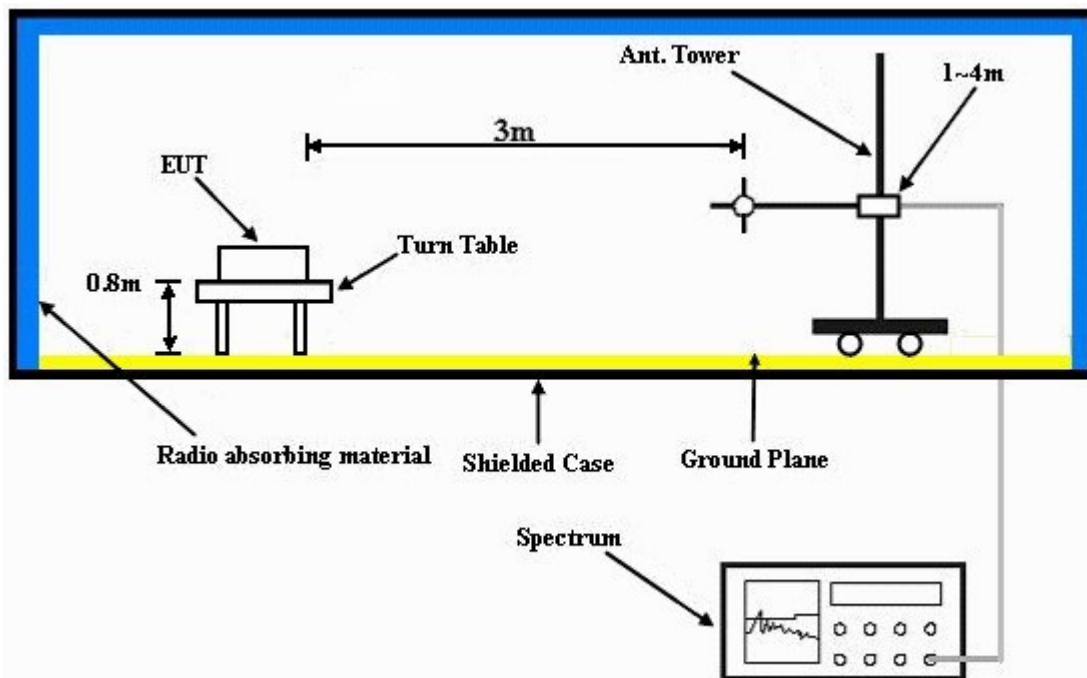 Ant. Tower
1~4m
3m
EUT
Turn Table
0.8m
Radio absorbing material
Shielded Case
Ground Plane
Spectrum